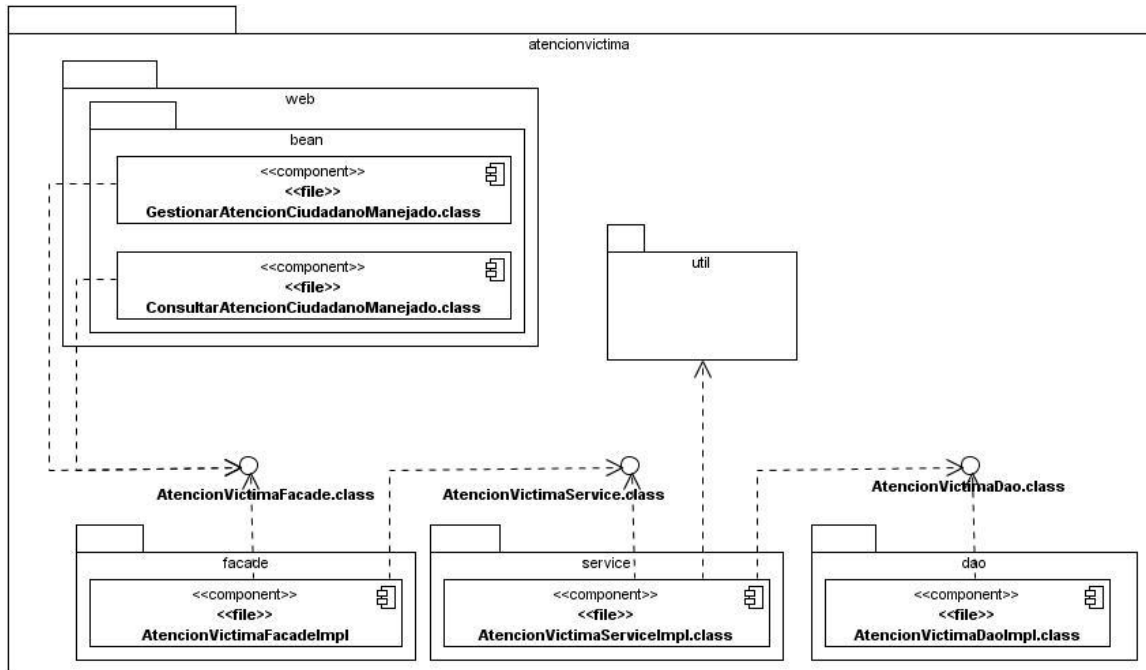 atencionvictima
web
bean
<<component>>
<<file>>
GestionarAtencionCiudadanoManejado.class
<<component>>
<<file>>
ConsultarAtencionCiudadanoManejado.class
util
AtencionVictimaFacade.class
AtencionVictimaService.class
AtencionVictimaDao.class
facade
<<component>>
<<file>>
AtencionVictimaFacadeImpl
service
<<component>>
<<file>>
AtencionVictimaServiceImpl.class
dao
<<component>>
<<file>>
AtencionVictimaDaoImpl.class